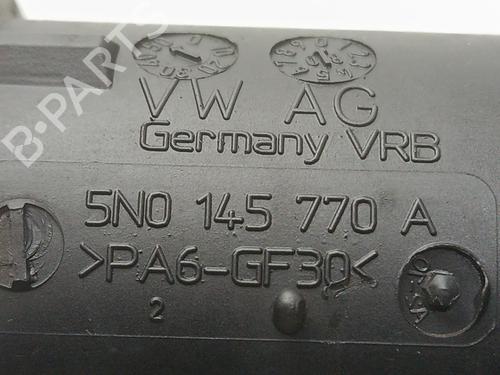 VW AG
Germany VRB
5N0 145 770 A
>PA6-GF30<
2
B-PARTS